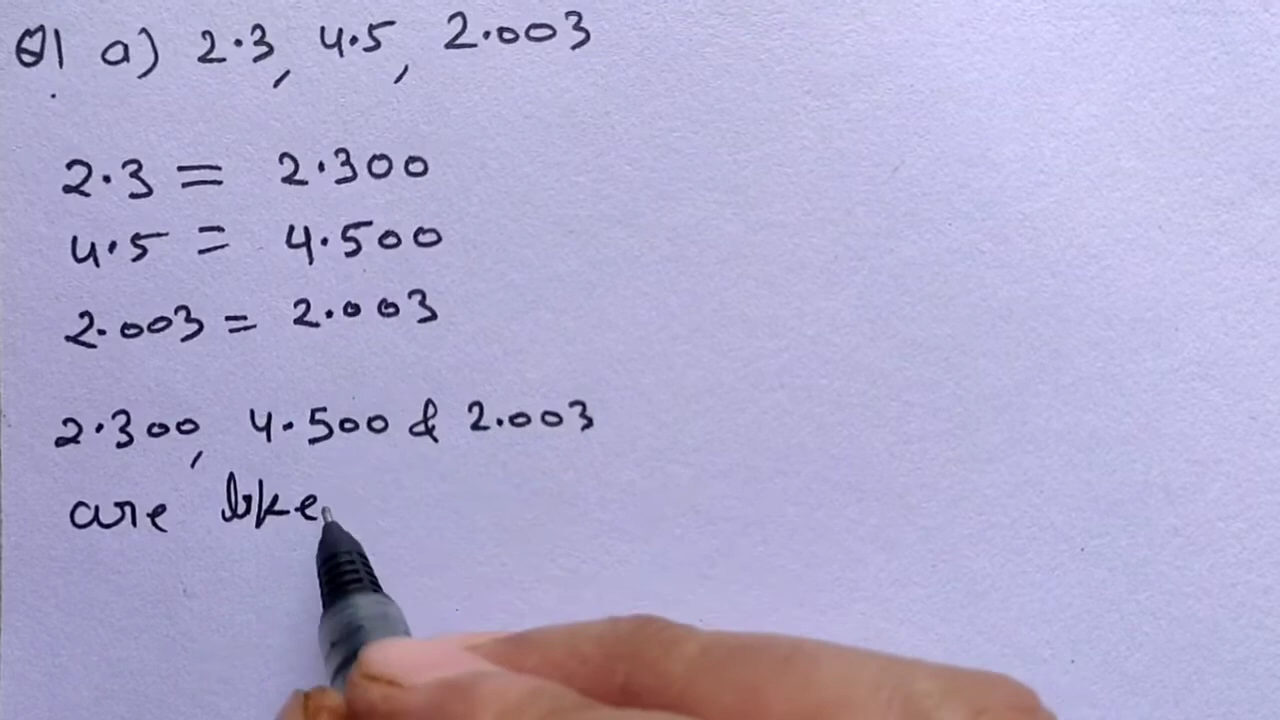 Q1 a) 2.3, 4.5, 2.003
2.3 = 2.300
4.5 = 4.500
2.003 = 2.003
2.300, 4.500 & 2.003
are like